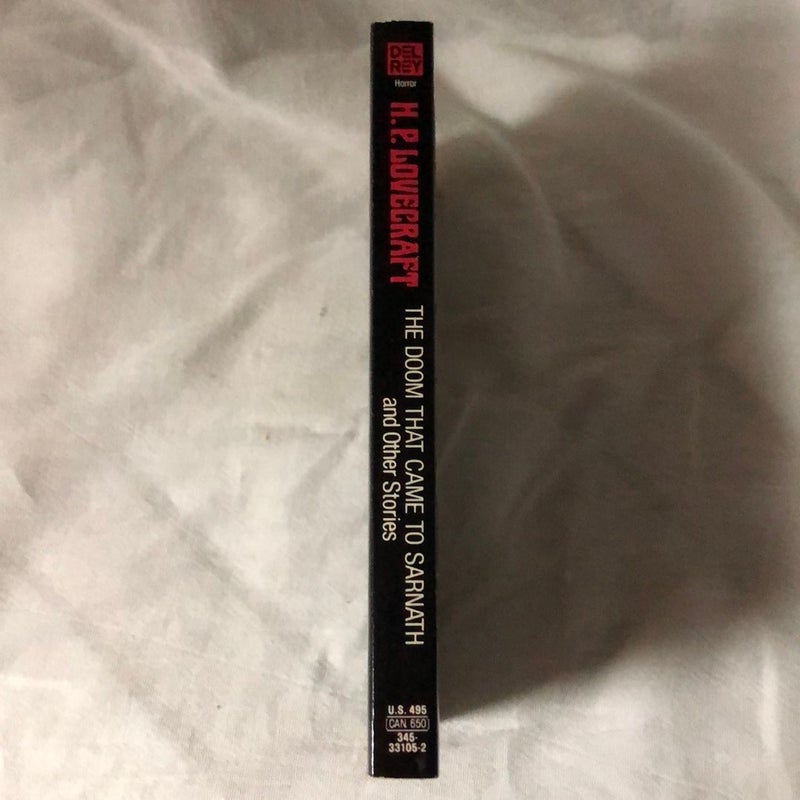 DEL
REY
Horror
H.P. LOVECRAFT
THE DOOM THAT CAME TO SARNATH
and Other Stories
U.S. 495
CAN. 650
345-
33105-2